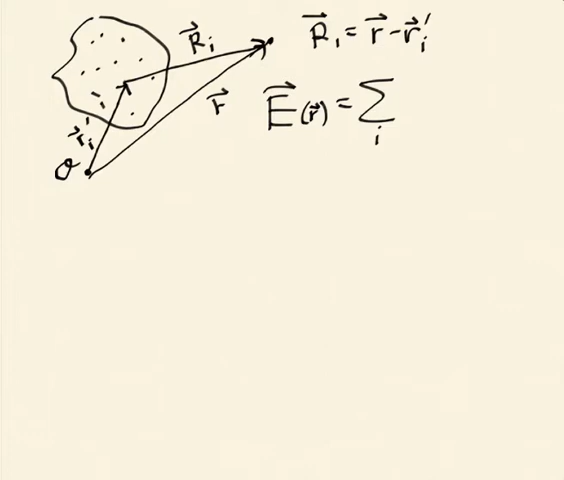 R⃗ᵢ
R⃗ᵢ = r⃗ - r⃗ᵢ′
r⃗
E⃗(r⃗) = Σᵢ
r⃗ᵢ′
O